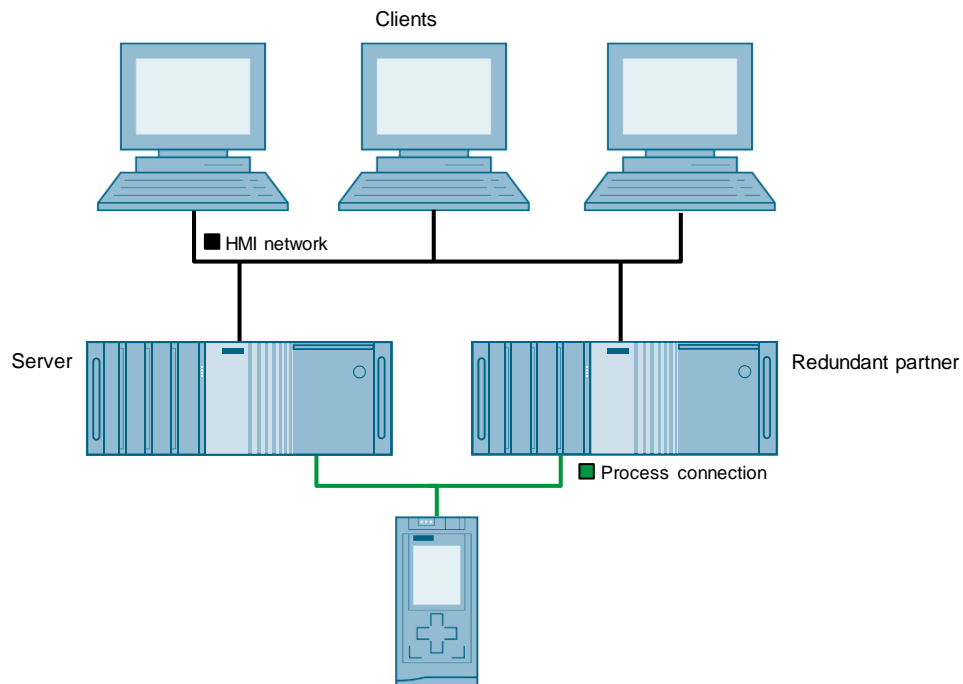 Clients
HMI network
Server
Redundant partner
Process connection